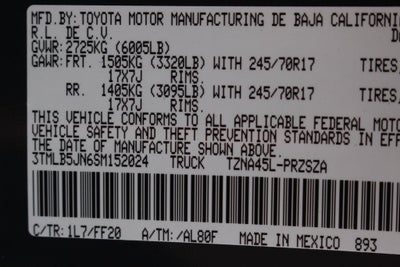 MFD.BY: TOYOTA MOTOR MANUFACTURING DE BAJA
R.L. DE C.V.
GVWR: 2725KG (6005LB)
GAWR: FRT. 1505KG (3320LB) WITH 245/70R17 TIRES,
17X7J RIMS.
RR. 1405KG (3095LB) WITH 245/70R17 TIRES,
17X7J RIMS.
THIS VEHICLE CONFORMS TO ALL APPLICABLE FEDERAL
VEHICLE SAFETY AND THEFT PREVENTION STANDARDS IN
THE DATE OF MANUFACTURE SHOWN ABOVE.
3TMLB5JN6SM152024 TRUCK TZNA45L-PRZSZA
C/TR: 1L7/FF20 A/TM: /AL80F MADE IN MEXICO 893